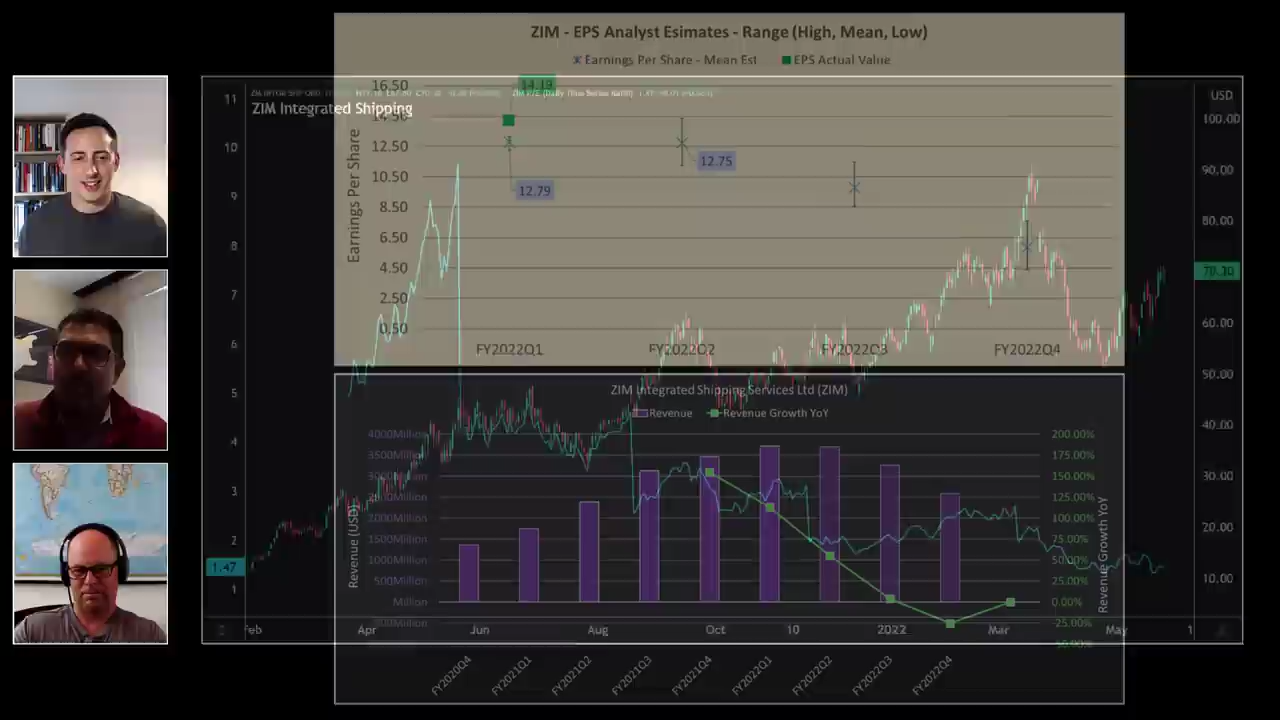 ZIM - EPS Analyst Esimates - Range (High, Mean, Low)
Earnings Per Share - Mean Est
EPS Actual Value
16.50
14.50
12.50
10.50
8.50
6.50
4.50
2.50
0.50
Earnings Per Share
14.19
12.79
12.75
FY2022Q1
FY2022Q2
FY2022Q3
FY2022Q4
ZIM Integrated Shipping
11
10
9
8
7
6
5
4
3
2
1.47
1
USD
100.00
90.00
80.00
70.30
60.00
50.00
40.00
30.00
20.00
10.00
Feb
Apr
Jun
Aug
Oct
10
2022
Mar
May
1
ZIM Integrated Shipping Services Ltd (ZIM)
Revenue
Revenue Growth YoY
4000Million
3500Million
3000Million
2500Million
2000Million
1500Million
1000Million
500Million
Million
Revenue (USD)
200.00%
175.00%
150.00%
125.00%
100.00%
75.00%
50.00%
25.00%
0.00%
-25.00%
-50.00%
Revenue Growth YoY
FY2020Q4
FY2021Q1
FY2021Q2
FY2021Q3
FY2021Q4
FY2022Q1
FY2022Q2
FY2022Q3
FY2022Q4